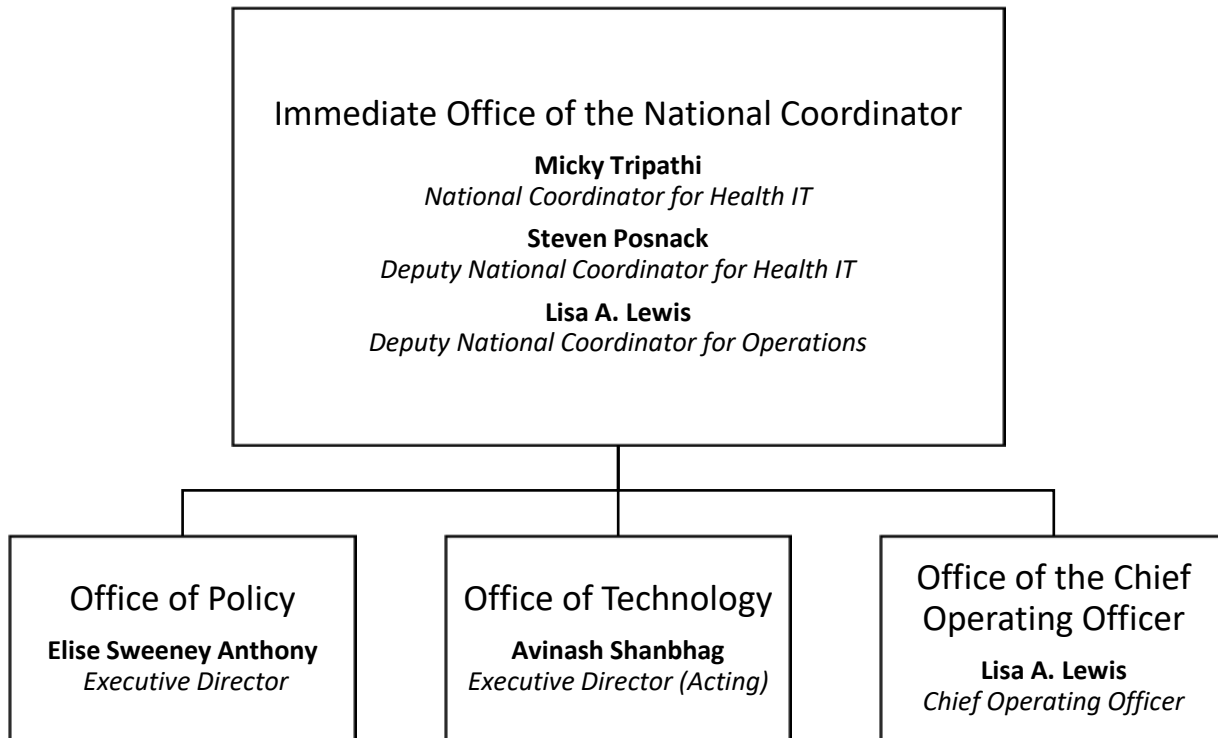 Immediate Office of the National Coordinator
Micky Tripathi
National Coordinator for Health IT
Steven Posnack
Deputy National Coordinator for Health IT
Lisa A. Lewis
Deputy National Coordinator for Operations
Office of Policy
Elise Sweeney Anthony
Executive Director
Office of Technology
Avinash Shanbhag
Executive Director (Acting)
Office of the Chief
Operating Officer
Lisa A. Lewis
Chief Operating Officer